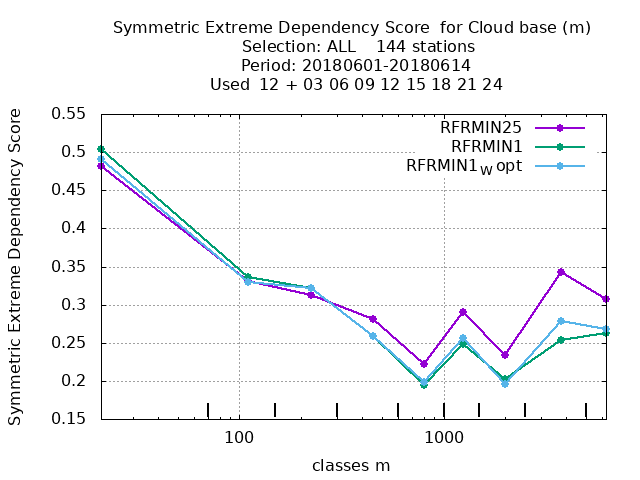 Symmetric Extreme Dependency Score  for Cloud base (m)
Selection: ALL    144 stations
Period: 20180601-20180614
Used  12 + 03 06 09 12 15 18 21 24
Symmetric Extreme Dependency Score
0.55
0.5
0.45
0.4
0.35
0.3
0.25
0.2
0.15
RFRMIN25
RFRMIN1
RFRMIN1W opt
100
1000
classes m